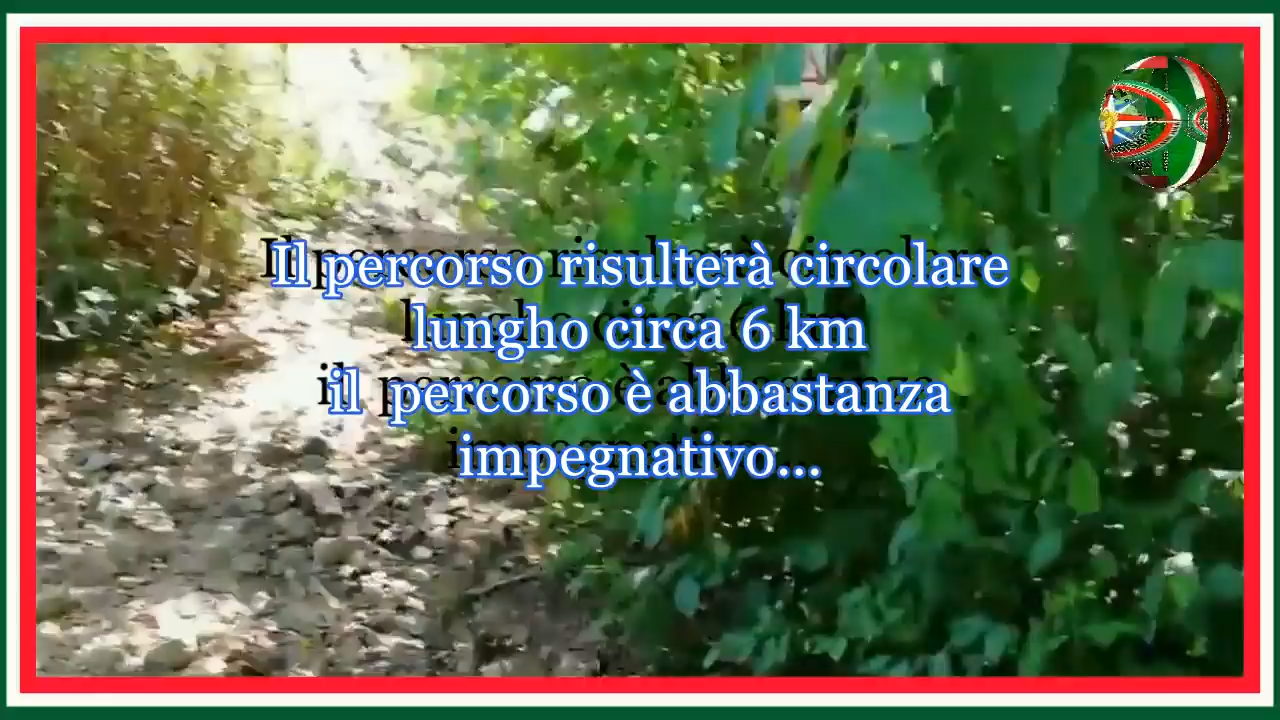 Il percorso risulterà circolare
lungho circa 6 km
il percorso è abbastanza
impegnativo...